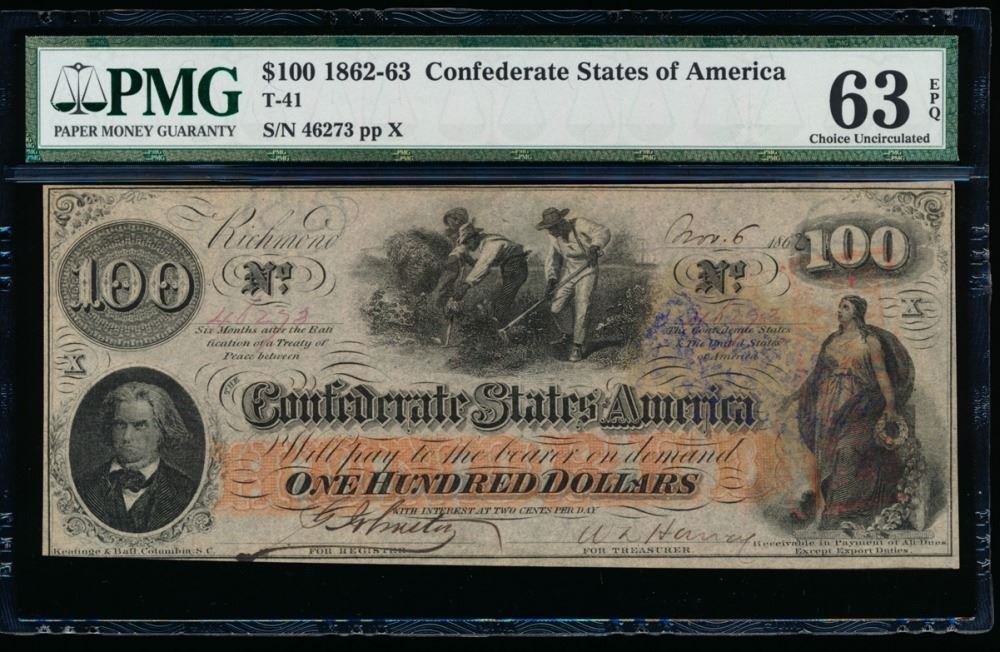 PMG
PAPER MONEY GUARANTY
$100 1862-63 Confederate States of America
T-41
S/N 46273 pp X
63
EPQ
Choice Uncirculated
Richmond
Nov. 6 1862
100
100
No.
No.
Six Months after the Rati
fication of a Treaty of
Peace between
The Confederate States
& The United States
of America
X
X
THE
Confederate States America
Will pay to the bearer on demand
ONE HUNDRED DOLLARS
WITH INTEREST AT TWO CENTS PER DAY
FOR REGISTER
FOR TREASURER.
Keatinge & Ball, Columbia, S.C.
Receivable in Payment of All Dues
Except Export Duties.